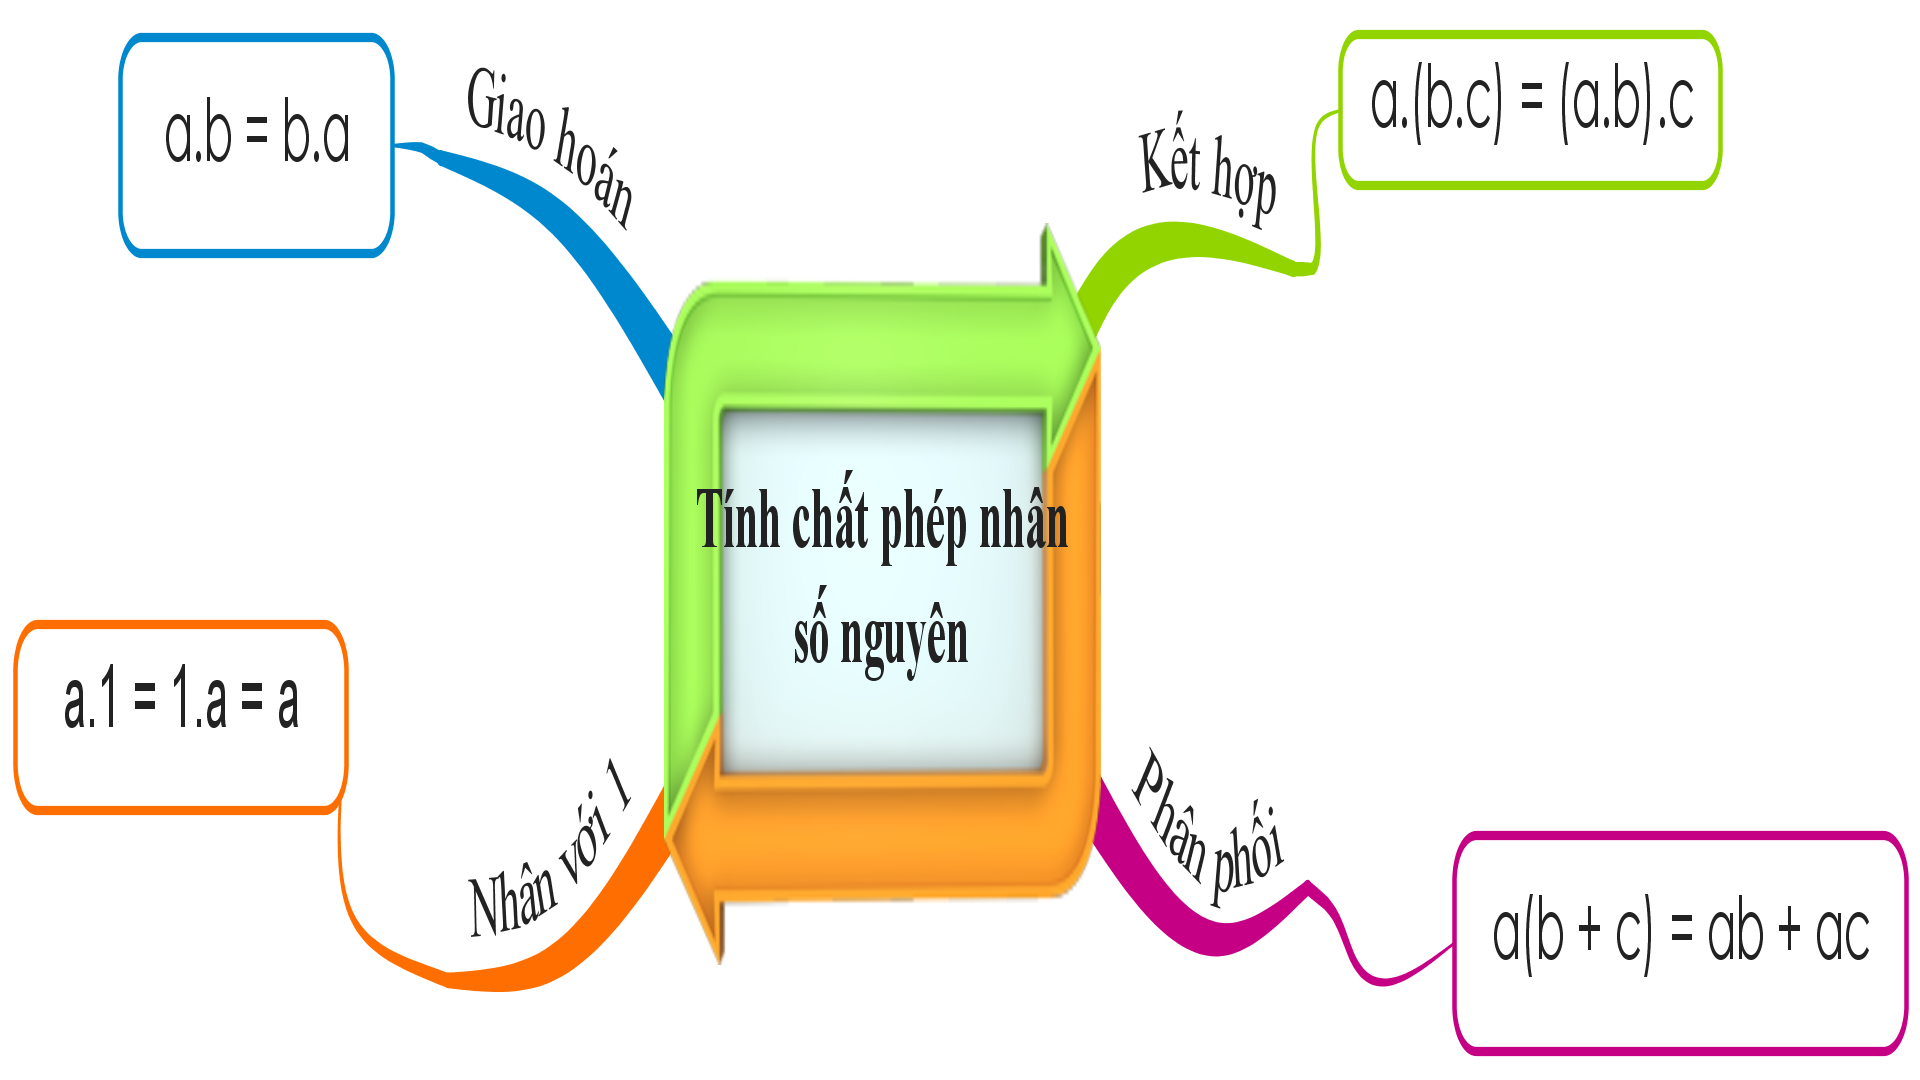 Giao hoán
a.b = b.a
Kết hợp
a.(b.c) = (a.b).c
Tính chất phép nhân
số nguyên
Nhân với 1
a.1 = 1.a = a
Phân phối
a(b + c) = ab + ac